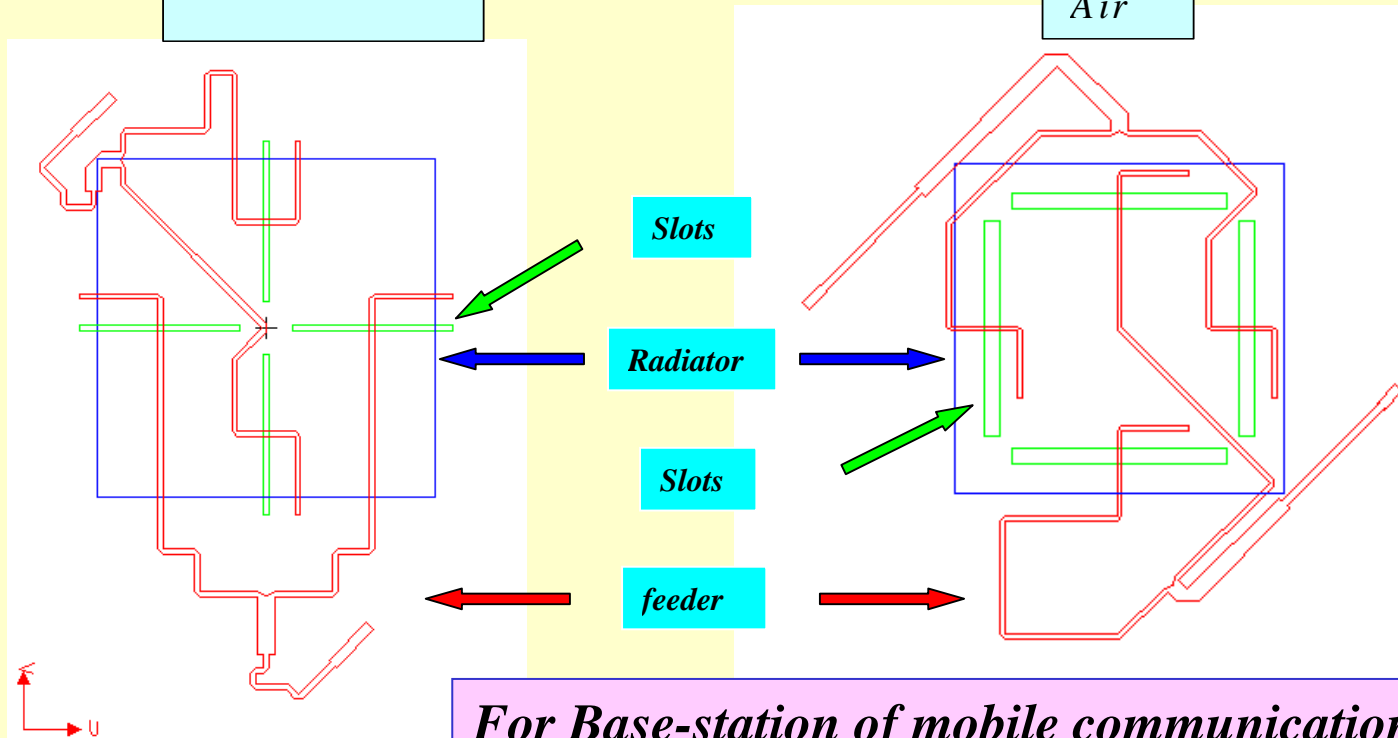 Air
Slots
Radiator
Slots
feeder
V
U
For Base-station of mobile communication